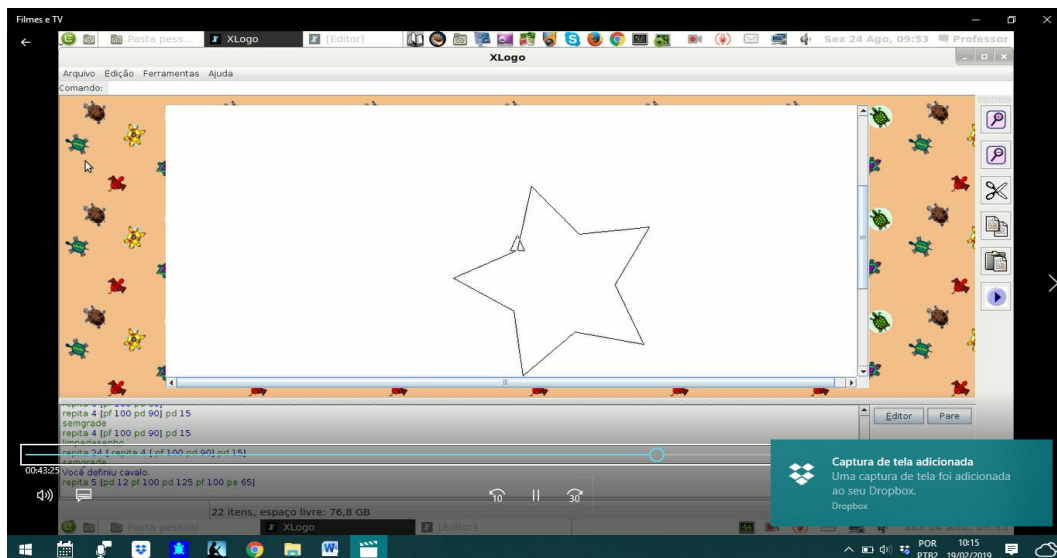 Filmes e TV
Pasta pess... XLogo [Editor] Sex 24 Ago, 09:53 Professor
XLogo
Arquivo Edição Ferramentas Ajuda
Comando:
repita 4 [pf 100 pd 90] pd 15
semgrade
repita 4 [pf 100 pd 90] pd 15
limpadesenho
repita 24 [ repita 4 [ pf 100 pd 90] pd 15]
semgrade
Você definiu cavalo.
repita 5 [pd 12 pf 100 pd 125 pf 100 pe 65]
Editor Pare
00:43:25
10 30
Captura de tela adicionada
Uma captura de tela foi adicionada
ao seu Dropbox.
Dropbox
22 itens, espaço livre: 76,8 GB
Pasta pessoal XLogo [Editor]
POR 10:15
PTB2 19/02/2019